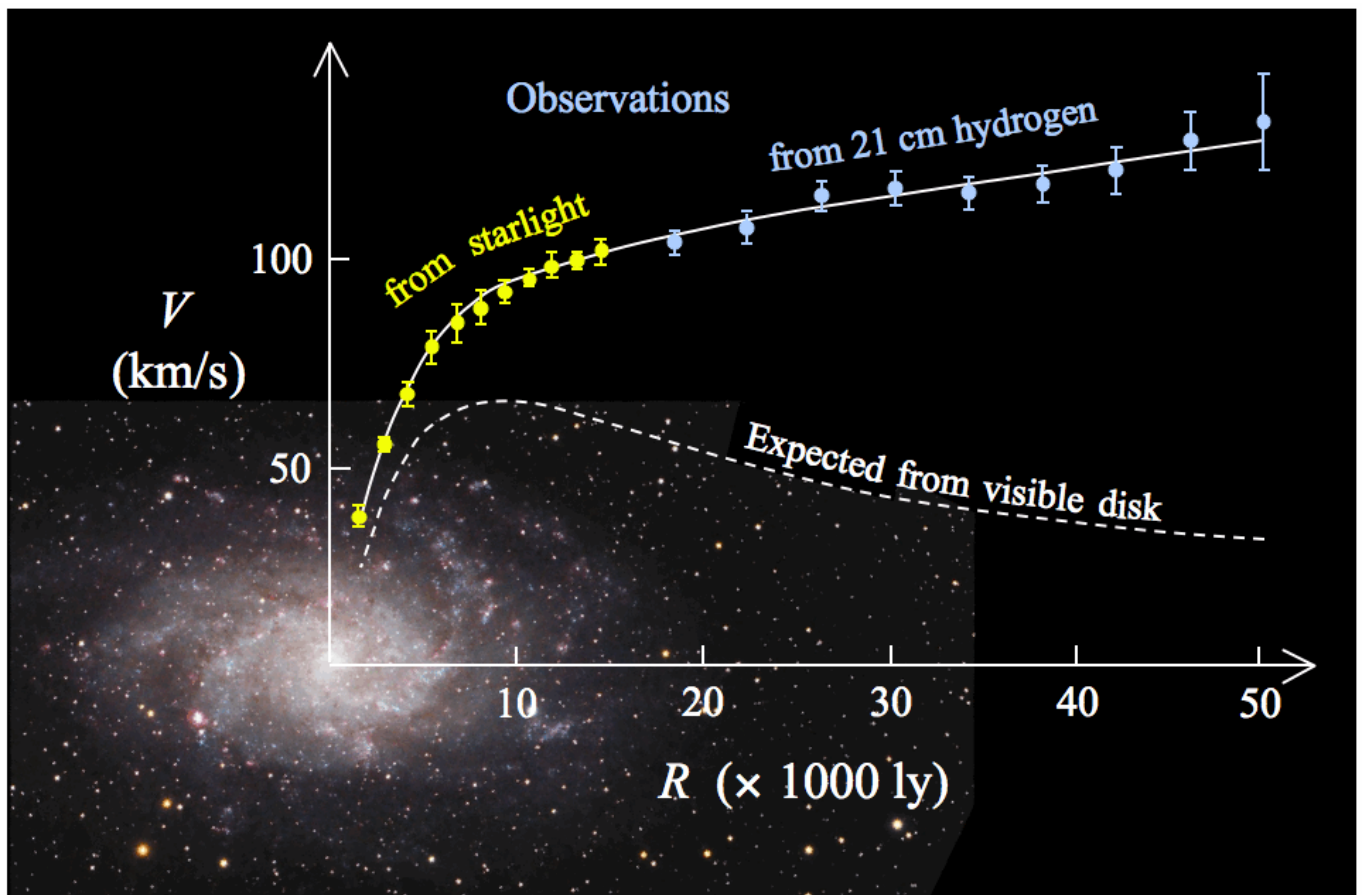 Observations
from 21 cm hydrogen
from starlight
100
V
(km/s)
50
Expected from visible disk
10 20 30 40 50
R (× 1000 ly)